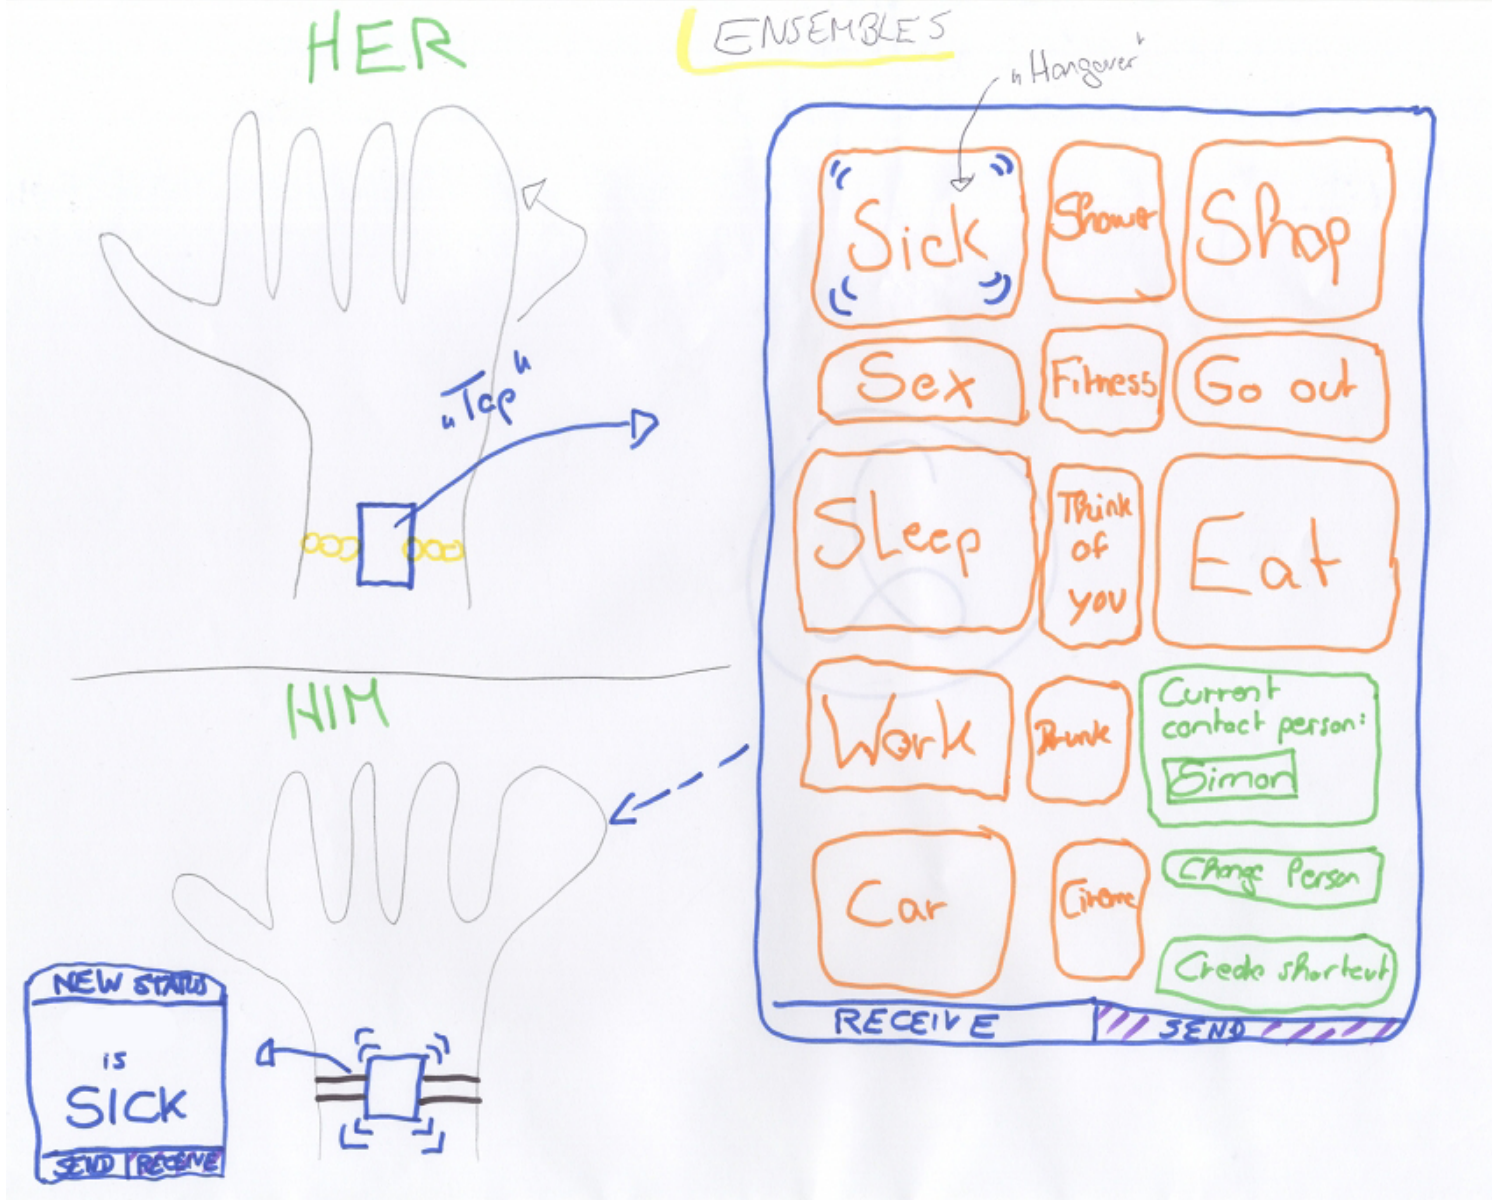 HER
ENSEMBLES
"Hangover"
Sick
Shower
Shop
"Tap"
Sex
Fitness
Go out
Sleep
Think
of
you
Eat
HIM
Work
Drunk
Current
contact person:
Simon
Car
Cinema
Change Person
Create shortcut
RECEIVE
SEND
NEW STATUS
is
SICK
SEND
RECEIVE